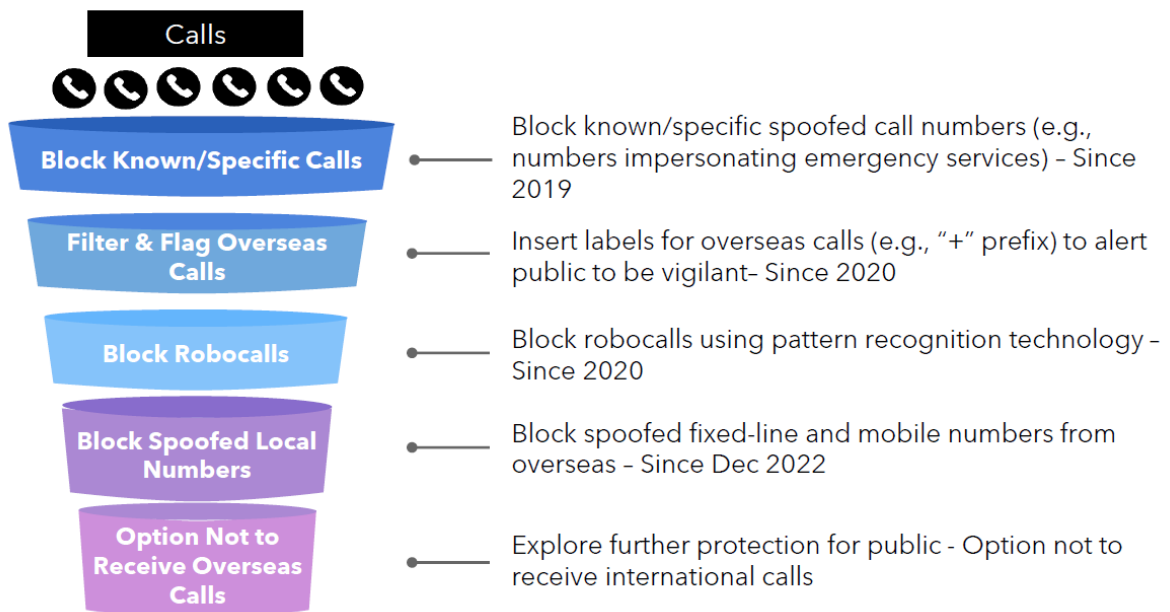 Calls
Block Known/Specific Calls
Block known/specific spoofed call numbers (e.g.,
numbers impersonating emergency services) – Since
2019
Filter & Flag Overseas
Calls
Insert labels for overseas calls (e.g., “+” prefix) to alert
public to be vigilant– Since 2020
Block Robocalls
Block robocalls using pattern recognition technology –
Since 2020
Block Spoofed Local
Numbers
Block spoofed fixed-line and mobile numbers from
overseas – Since Dec 2022
Option Not to
Receive Overseas
Calls
Explore further protection for public - Option not to
receive international calls